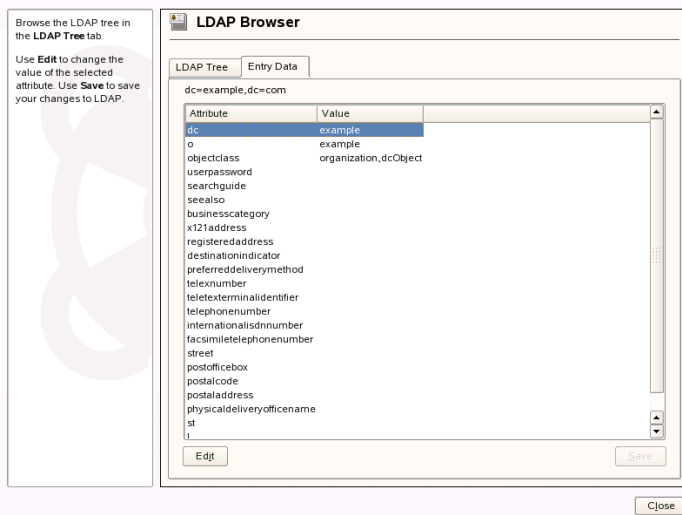 Browse the LDAP tree in
the LDAP Tree tab.
Use Edit to change the
value of the selected
attribute. Use Save to save
your changes to LDAP.
LDAP Browser
LDAP Tree
Entry Data
dc=example,dc=com
Attribute Value
dc example
o example
objectclass organization,dcObject
userpassword
searchguide
seealso
businesscategory
x121address
registeredaddress
destinationindicator
preferreddeliverymethod
telexnumber
teletexterminalidentifier
telephonenumber
internationalisdnnumber
facsimiletelephonenumber
street
postofficebox
postalcode
postaladdress
physicaldeliveryofficename
st
Edit
Save
Close